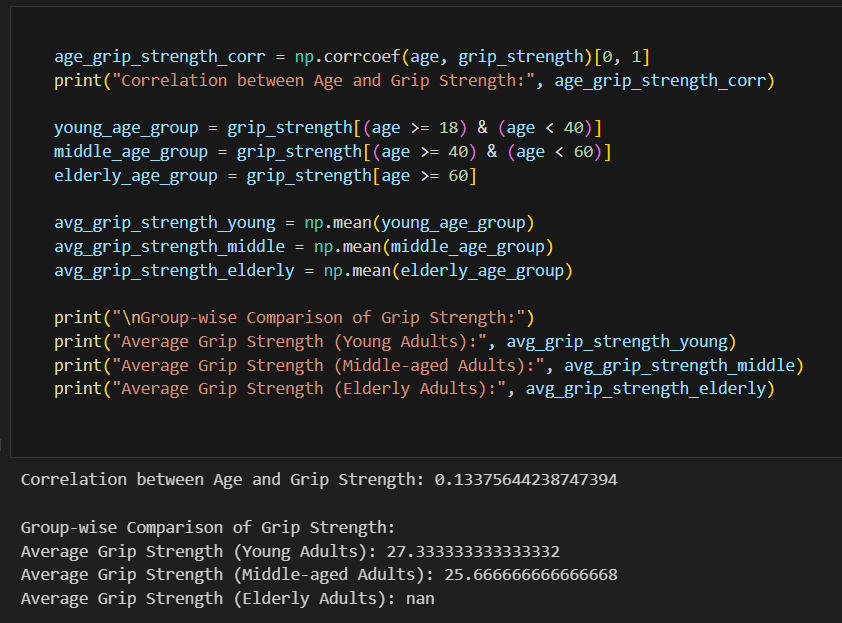 age_grip_strength_corr = np.corrcoef(age, grip_strength)[0, 1]
print("Correlation between Age and Grip Strength:", age_grip_strength_corr)
young_age_group = grip_strength[(age >= 18) & (age < 40)]
middle_age_group = grip_strength[(age >= 40) & (age < 60)]
elderly_age_group = grip_strength[age >= 60]
avg_grip_strength_young = np.mean(young_age_group)
avg_grip_strength_middle = np.mean(middle_age_group)
avg_grip_strength_elderly = np.mean(elderly_age_group)
print("\nGroup-wise Comparison of Grip Strength:")
print("Average Grip Strength (Young Adults):", avg_grip_strength_young)
print("Average Grip Strength (Middle-aged Adults):", avg_grip_strength_middle)
print("Average Grip Strength (Elderly Adults):", avg_grip_strength_elderly)
Correlation between Age and Grip Strength: 0.13375644238747394
Group-wise Comparison of Grip Strength:
Average Grip Strength (Young Adults): 27.333333333333332
Average Grip Strength (Middle-aged Adults): 25.666666666666668
Average Grip Strength (Elderly Adults): nan